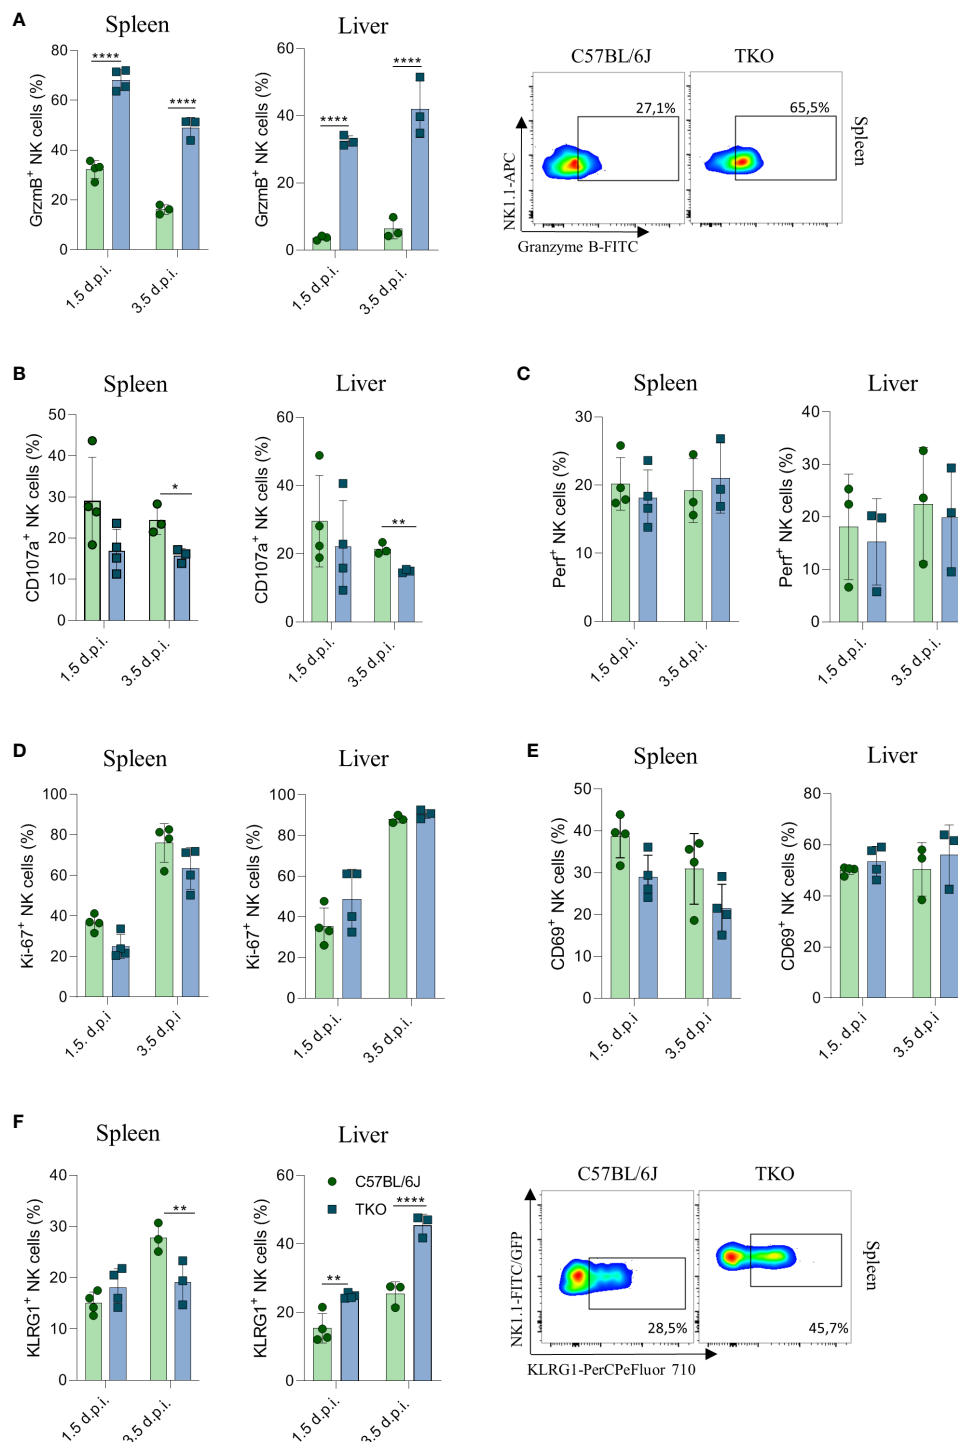 A
Spleen
Liver
GrzmB+ NK cells (%)
80
60
40
20
0
****
****
1.5 d.p.i.
3.5 d.p.i.
GrzmB+ NK cells (%)
60
40
20
0
****
****
1.5 d.p.i.
3.5 d.p.i.
C57BL/6J
TKO
27,1%
65,5%
Spleen
NK1.1-APC
Granzyme B-FITC
B
Spleen
Liver
CD107a+ NK cells (%)
50
40
30
20
10
0
*
1.5 d.p.i.
3.5 d.p.i.
CD107a+ NK cells (%)
60
40
20
0
**
1.5 d.p.i.
3.5 d.p.i.
C
Spleen
Liver
Perf+ NK cells (%)
30
20
10
0
1.5 d.p.i.
3.5 d.p.i.
Perf+ NK cells (%)
40
30
20
10
0
1.5 d.p.i.
3.5 d.p.i.
D
Spleen
Liver
Ki-67+ NK cells (%)
100
80
60
40
20
0
1.5 d.p.i.
3.5 d.p.i
Ki-67+ NK cells (%)
100
80
60
40
20
0
1.5 d.p.i.
3.5 d.p.i
E
Spleen
Liver
CD69+ NK cells (%)
50
40
30
20
10
0
1.5. d.p.i
3.5 d.p.i
CD69+ NK cells (%)
80
60
40
20
0
1.5. d.p.i
3.5 d.p.i
F
Spleen
Liver
KLRG1+ NK cells (%)
40
30
20
10
0
**
1.5 d.p.i.
3.5 d.p.i.
KLRG1+ NK cells (%)
60
40
20
0
C57BL/6J
TKO
**
****
1.5 d.p.i.
3.5 d.p.i.
C57BL/6J
TKO
28,5%
45,7%
Spleen
NK1.1-FITC/GFP
KLRG1-PerCPeFluor 710